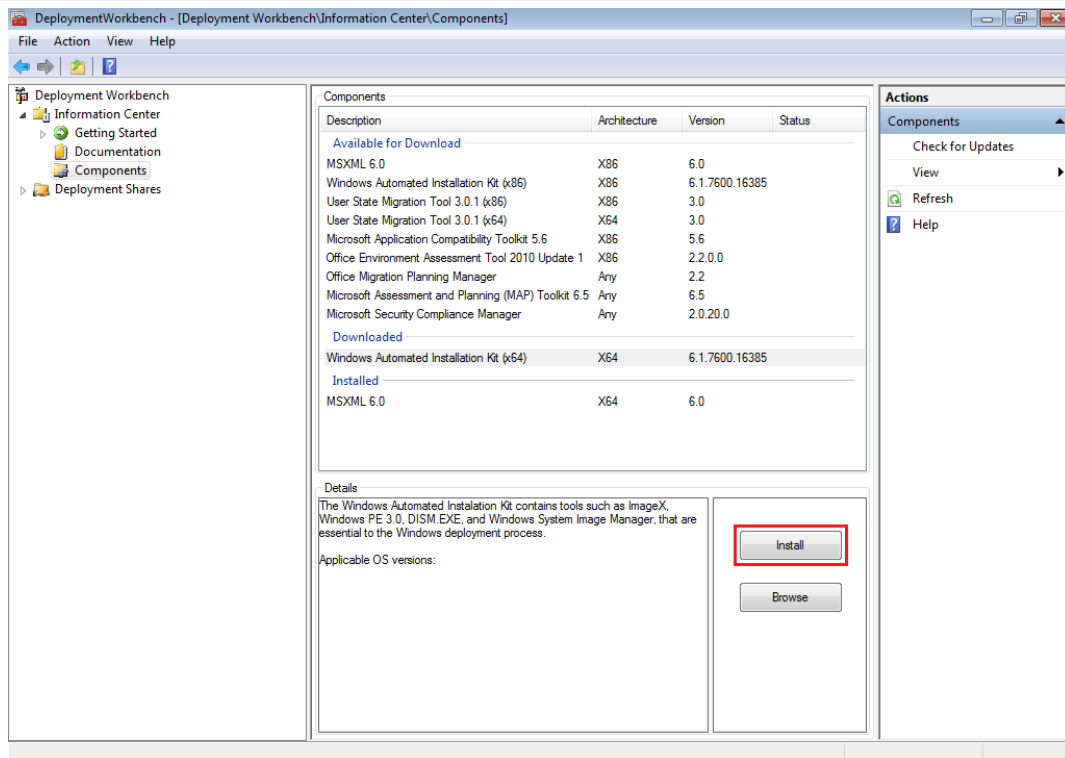 DeploymentWorkbench - [Deployment Workbench\Information Center\Components]
File Action View Help
Deployment Workbench
Information Center
Getting Started
Documentation
Components
Deployment Shares
Components
Description Architecture Version Status
Available for Download
MSXML 6.0 X86 6.0
Windows Automated Installation Kit (x86) X86 6.1.7600.16385
User State Migration Tool 3.0.1 (x86) X86 3.0
User State Migration Tool 3.0.1 (x64) X64 3.0
Microsoft Application Compatibility Toolkit 5.6 X86 5.6
Office Environment Assessment Tool 2010 Update 1 X86 2.2.0.0
Office Migration Planning Manager Any 2.2
Microsoft Assessment and Planning (MAP) Toolkit 6.5 Any 6.5
Microsoft Security Compliance Manager Any 2.0.20.0
Downloaded
Windows Automated Installation Kit (x64) X64 6.1.7600.16385
Installed
MSXML 6.0 X64 6.0
Details
The Windows Automated Instalation Kit contains tools such as ImageX,
Windows PE 3.0, DISM.EXE, and Windows System Image Manager, that are
essential to the Windows deployment process.
Applicable OS versions:
Install
Browse
Actions
Components
Check for Updates
View
Refresh
Help